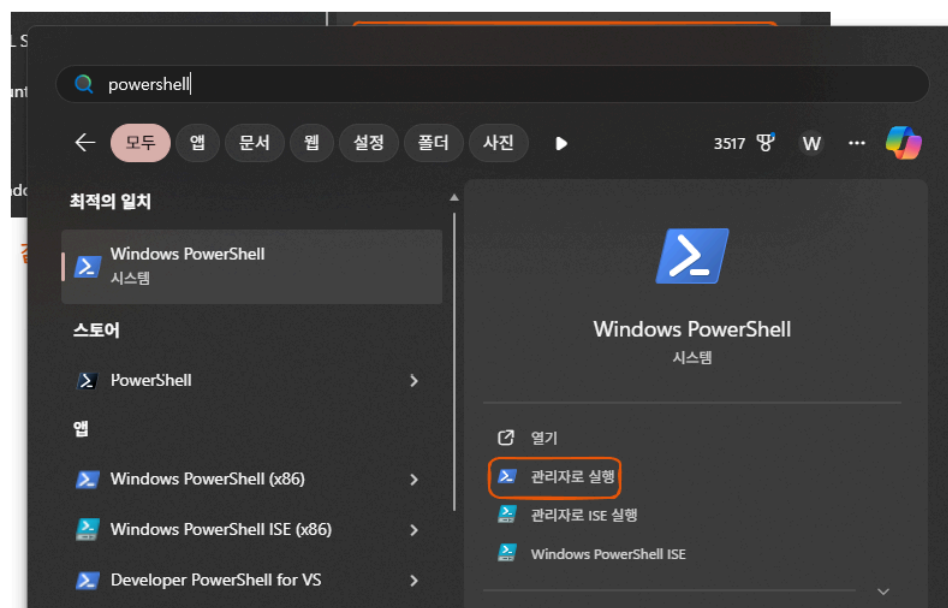 powershell
모두 앱 문서 웹 설정 폴더 사진 3517 W
최적의 일치
Windows PowerShell
시스템
스토어
PowerShell
앱
Windows PowerShell (x86)
Windows PowerShell ISE (x86)
Developer PowerShell for VS
Windows PowerShell
시스템
열기
관리자로 실행
관리자로 ISE 실행
Windows PowerShell ISE